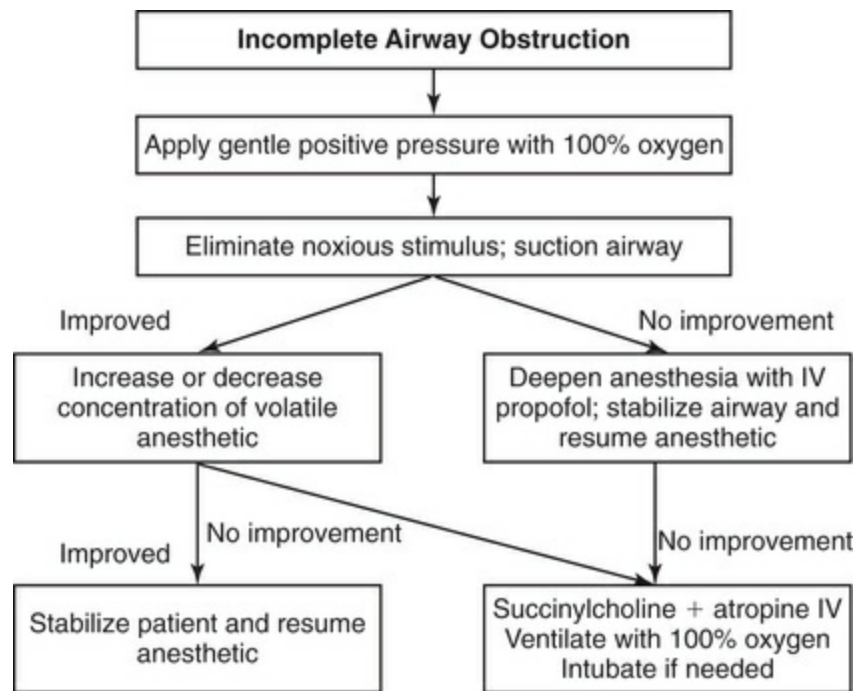 Incomplete Airway Obstruction
Apply gentle positive pressure with 100% oxygen
Eliminate noxious stimulus; suction airway
Improved
No improvement
Increase or decrease
concentration of volatile
anesthetic
Deepen anesthesia with IV
propofol; stabilize airway and
resume anesthetic
Improved
No improvement
No improvement
Stabilize patient and resume
anesthetic
Succinylcholine + atropine IV
Ventilate with 100% oxygen
Intubate if needed